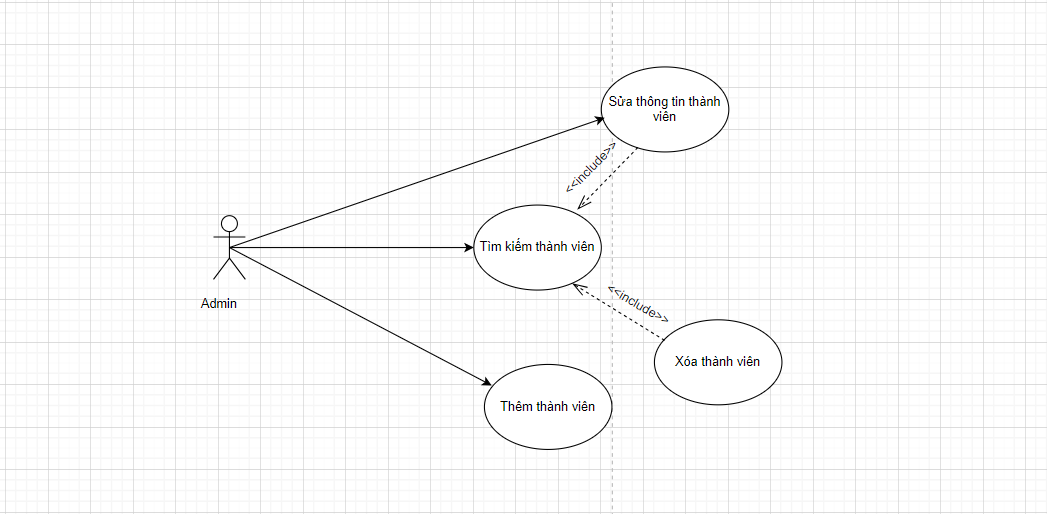 Sửa thông tin thành
viên
<<include>>
Tìm kiếm thành viên
Admin
<<include>>
Xóa thành viên
Thêm thành viên